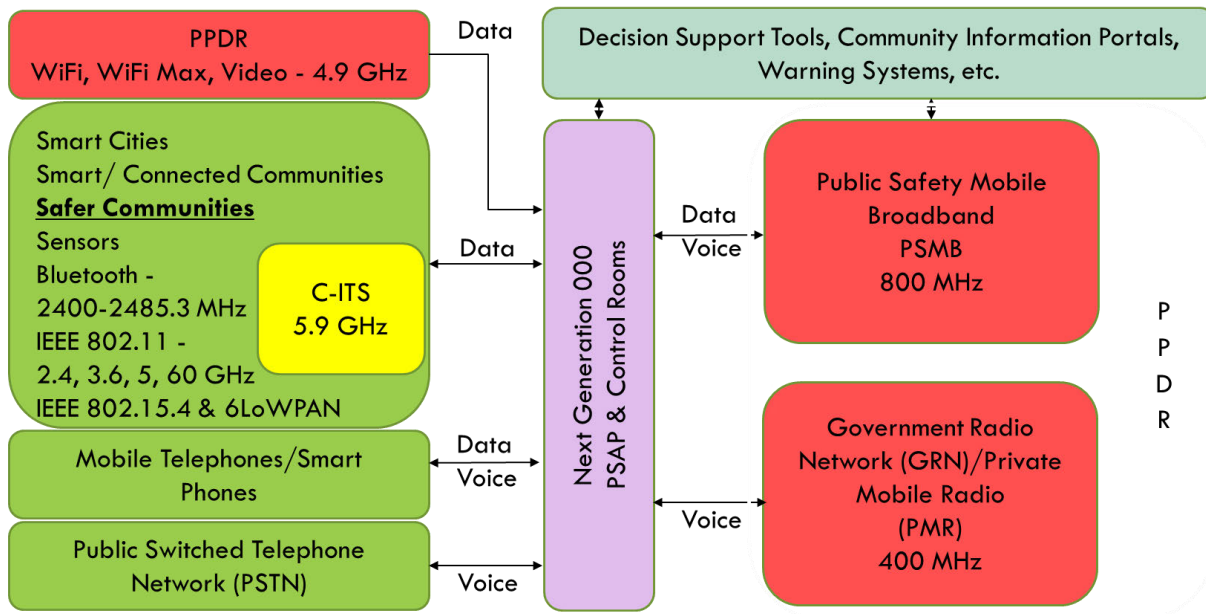 PPDR
WiFi, WiFi Max, Video - 4.9 GHz
Data
Decision Support Tools, Community Information Portals,
Warning Systems, etc.
Smart Cities
Smart/ Connected Communities
Safer Communities
Sensors
Bluetooth -
2400-2485.3 MHz
IEEE 802.11 -
2.4, 3.6, 5, 60 GHz
IEEE 802.15.4 & 6LoWPAN
C-ITS
5.9 GHz
Data
Mobile Telephones/Smart
Phones
Data
Voice
Public Switched Telephone
Network (PSTN)
Voice
Next Generation 000
PSAP & Control Rooms
Data
Voice
Public Safety Mobile
Broadband
PSMB
800 MHz
Voice
Government Radio
Network (GRN)/Private
Mobile Radio
(PMR)
400 MHz
P
P
D
R